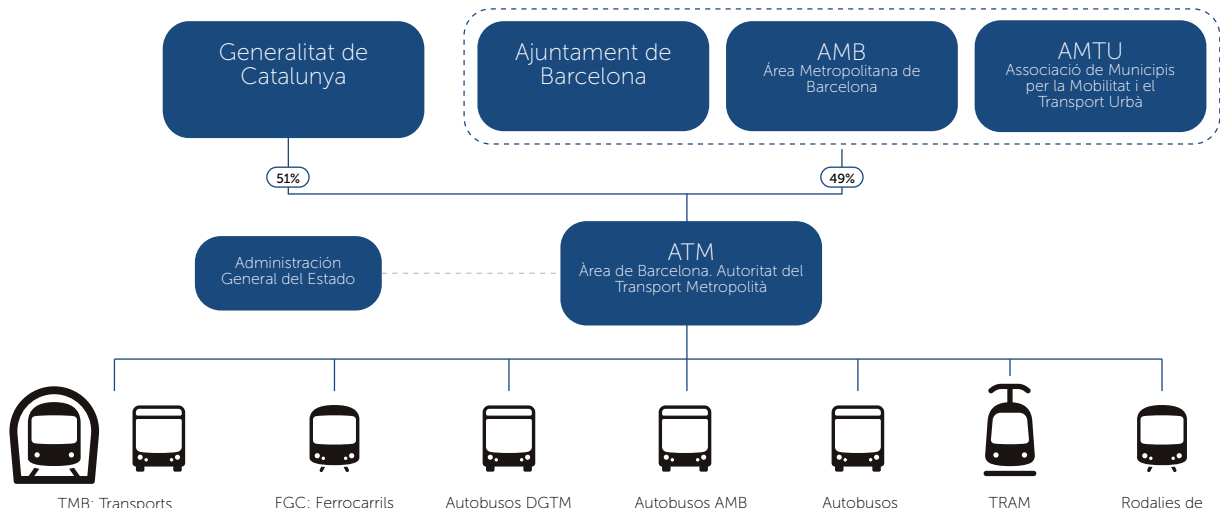 Generalitat de
Catalunya
Ajuntament de
Barcelona
AMB
Área Metropolitana de
Barcelona
AMTU
Associació de Municipis
per la Mobilitat i el
Transport Urbà
51%
49%
Administración
General del Estado
ATM
Àrea de Barcelona. Autoritat del
Transport Metropolità
TMB: Transports
FGC: Ferrocarrils
Autobusos DGTM
Autobusos AMB
Autobusos
TRAM
Rodalies de